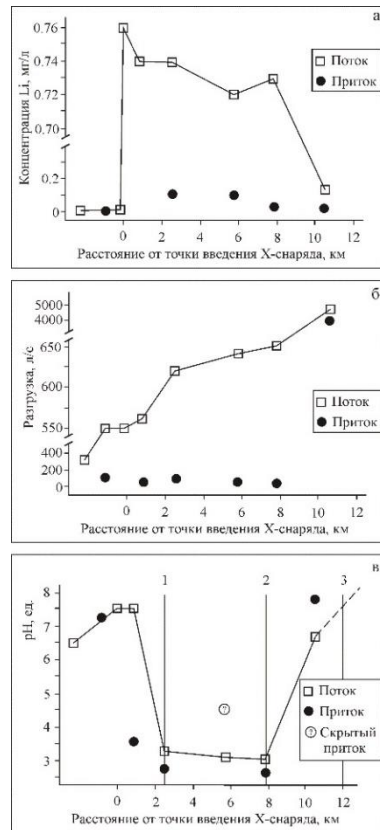 а
Концентрация Li, мг/л
0.76
0.74
0.72
0.70
0.2
0
Поток
Приток
0 2 4 6 8 10 12
Расстояние от точки введения Х-снаряда, км
б
Разгрузка, л/с
5000
4000
650
600
550
400
200
0
Поток
Приток
0 2 4 6 8 10 12
Расстояние от точки введения Х-снаряда, км
в
pH, ед.
8
7
6
5
4
3
1 2 3
?
Поток
Приток
? Скрытый
приток
0 2 4 6 8 10 12
Расстояние от точки введения Х-снаряда, км